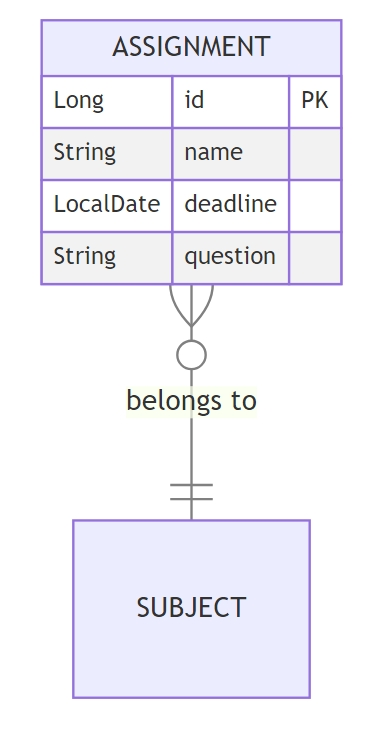 ASSIGNMENT
Long id PK
String name
LocalDate deadline
String question
belongs to
SUBJECT